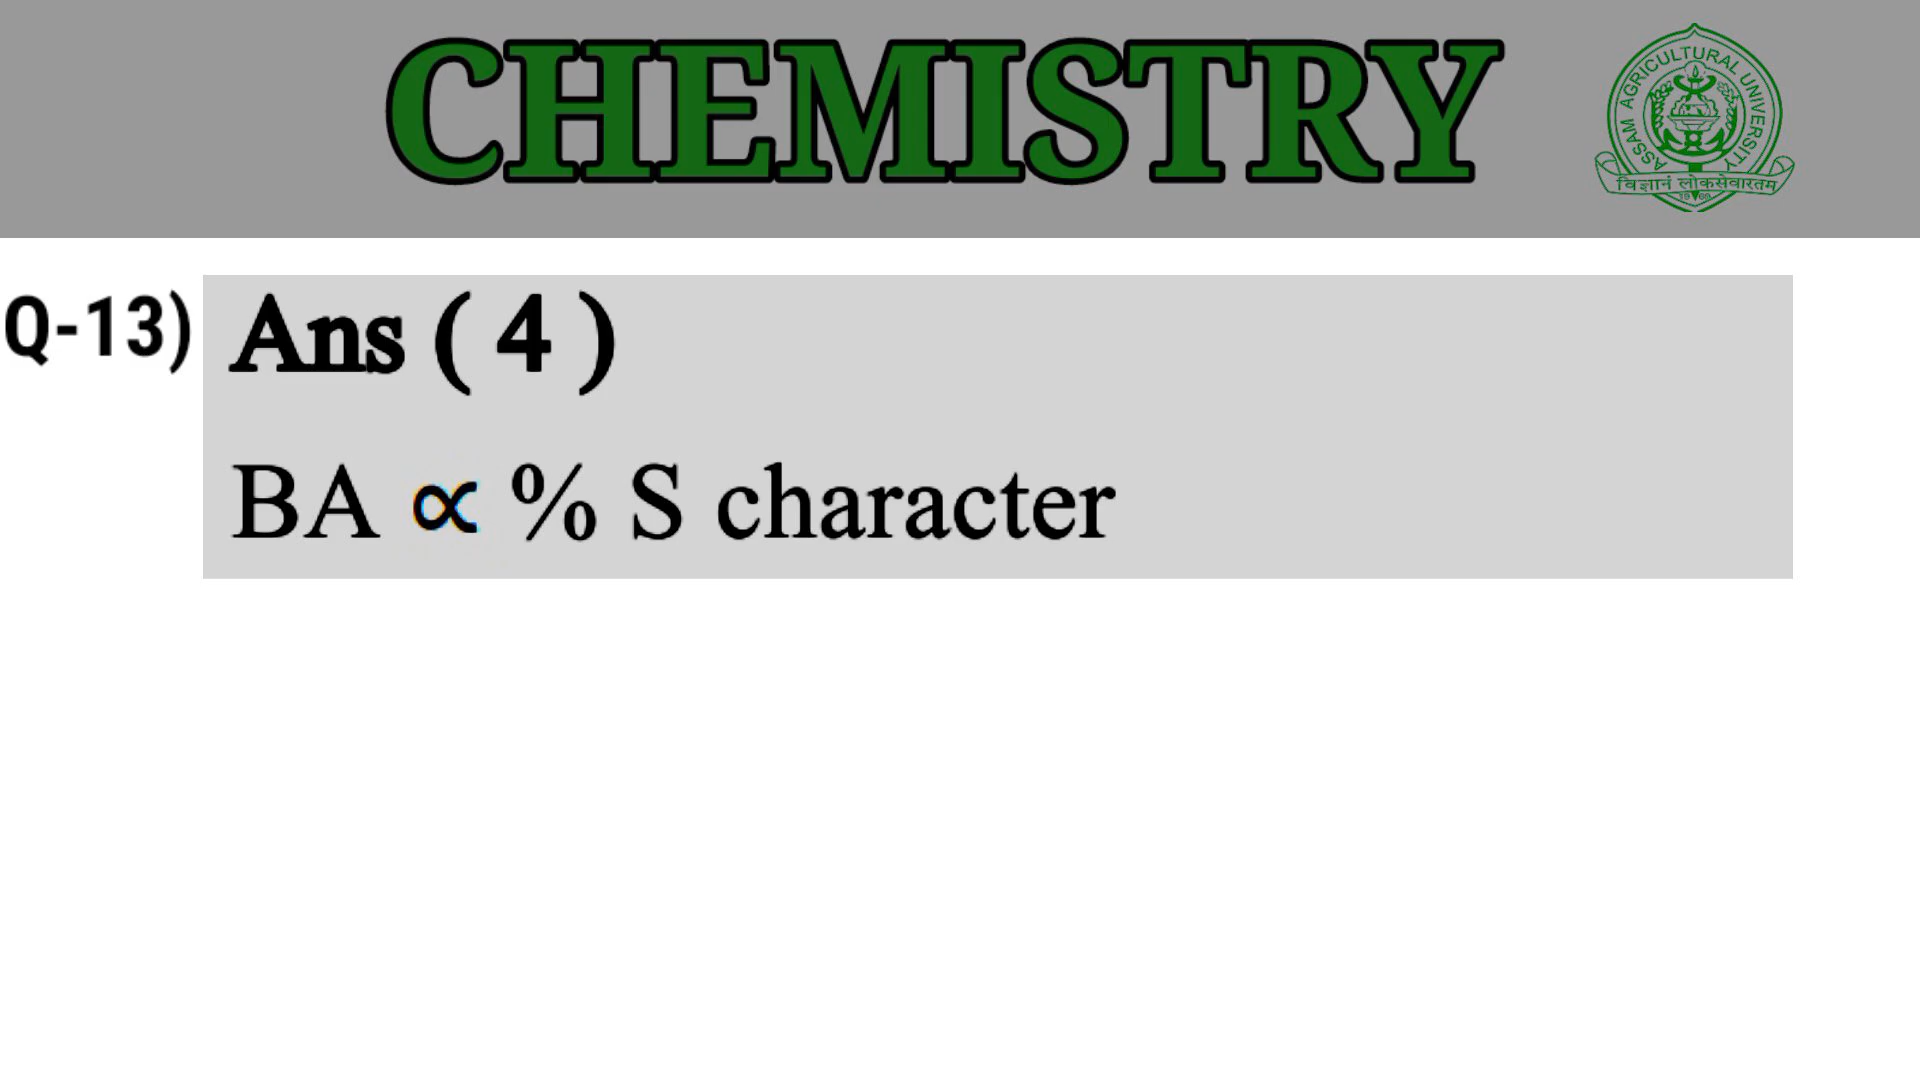 CHEMISTRY
ASSAM AGRICULTURAL UNIVERSITY
विज्ञानं लोकसेवारतम्
Q-13) Ans ( 4 )
BA ∝ % S character